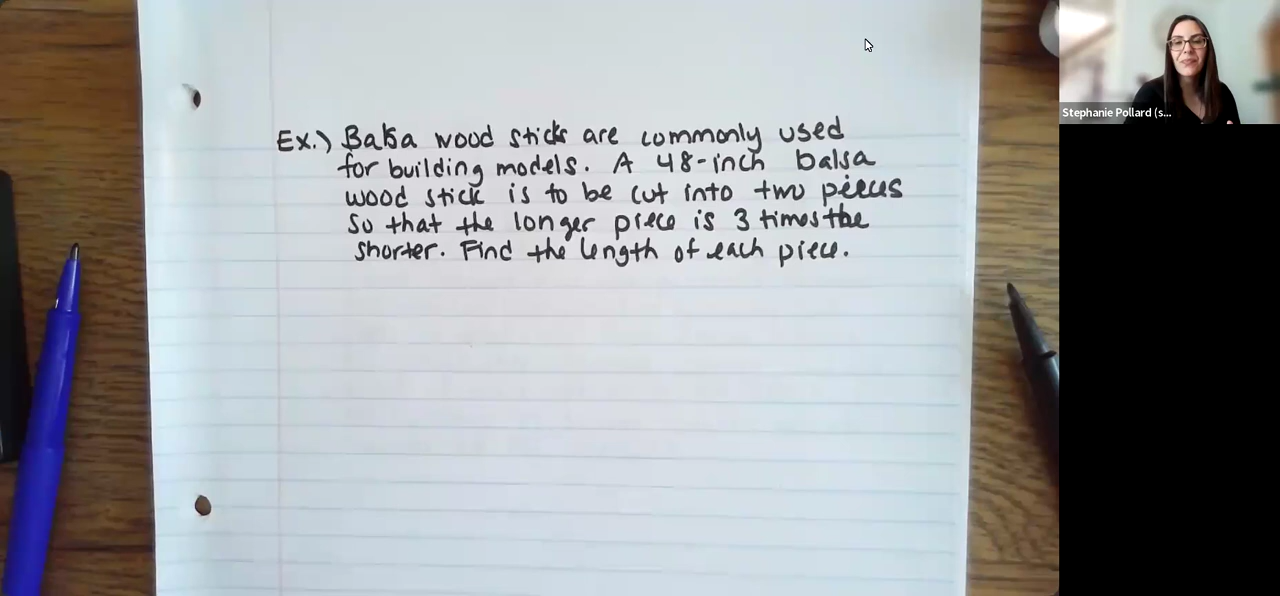 Ex.) Balsa wood sticks are commonly used
for building models. A 48-inch balsa
wood stick is to be cut into two pieces
so that the longer piece is 3 times the
shorter. Find the length of each piece.
Stephanie Pollard (s...